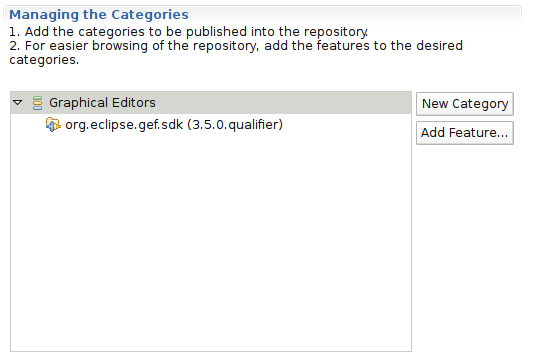 Managing the Categories
1. Add the categories to be published into the repository.
2. For easier browsing of the repository, add the features to the desired
categories.
Graphical Editors
New Category
org.eclipse.gef.sdk (3.5.0.qualifier)
Add Feature...